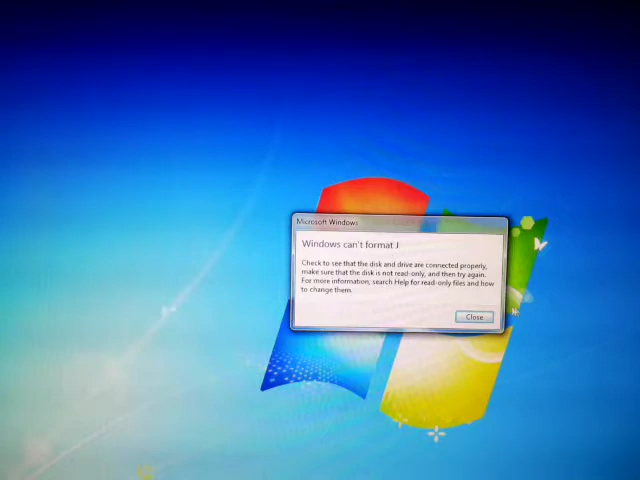 Microsoft Windows
Windows can't format J
Check to see that the disk and drive are connected properly,
make sure that the disk is not read-only, and then try again.
For more information, search Help for read-only files and how
to change them.
Close